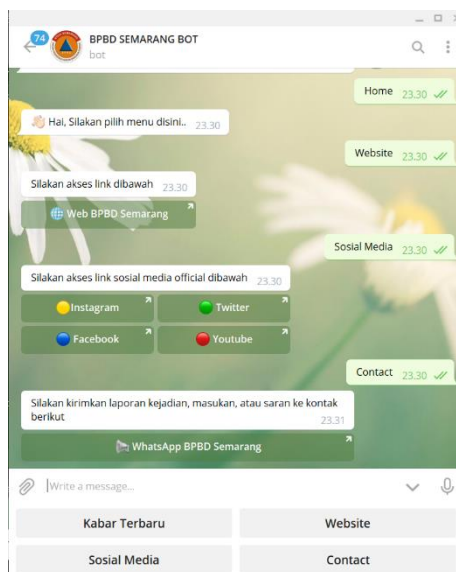 74
BPBD SEMARANG BOT
bot
Home 23.30
Hai, Silakan pilih menu disini.. 23.30
Website 23.30
Silakan akses link dibawah 23.30
Web BPBD Semarang
Sosial Media 23.30
Silakan akses link sosial media official dibawah 23.30
Instagram
Twitter
Facebook
Youtube
Contact 23.30
Silakan kirimkan laporan kejadian, masukan, atau saran ke kontak
berikut 23.31
WhatsApp BPBD Semarang
Write a message...
Kabar Terbaru
Website
Sosial Media
Contact